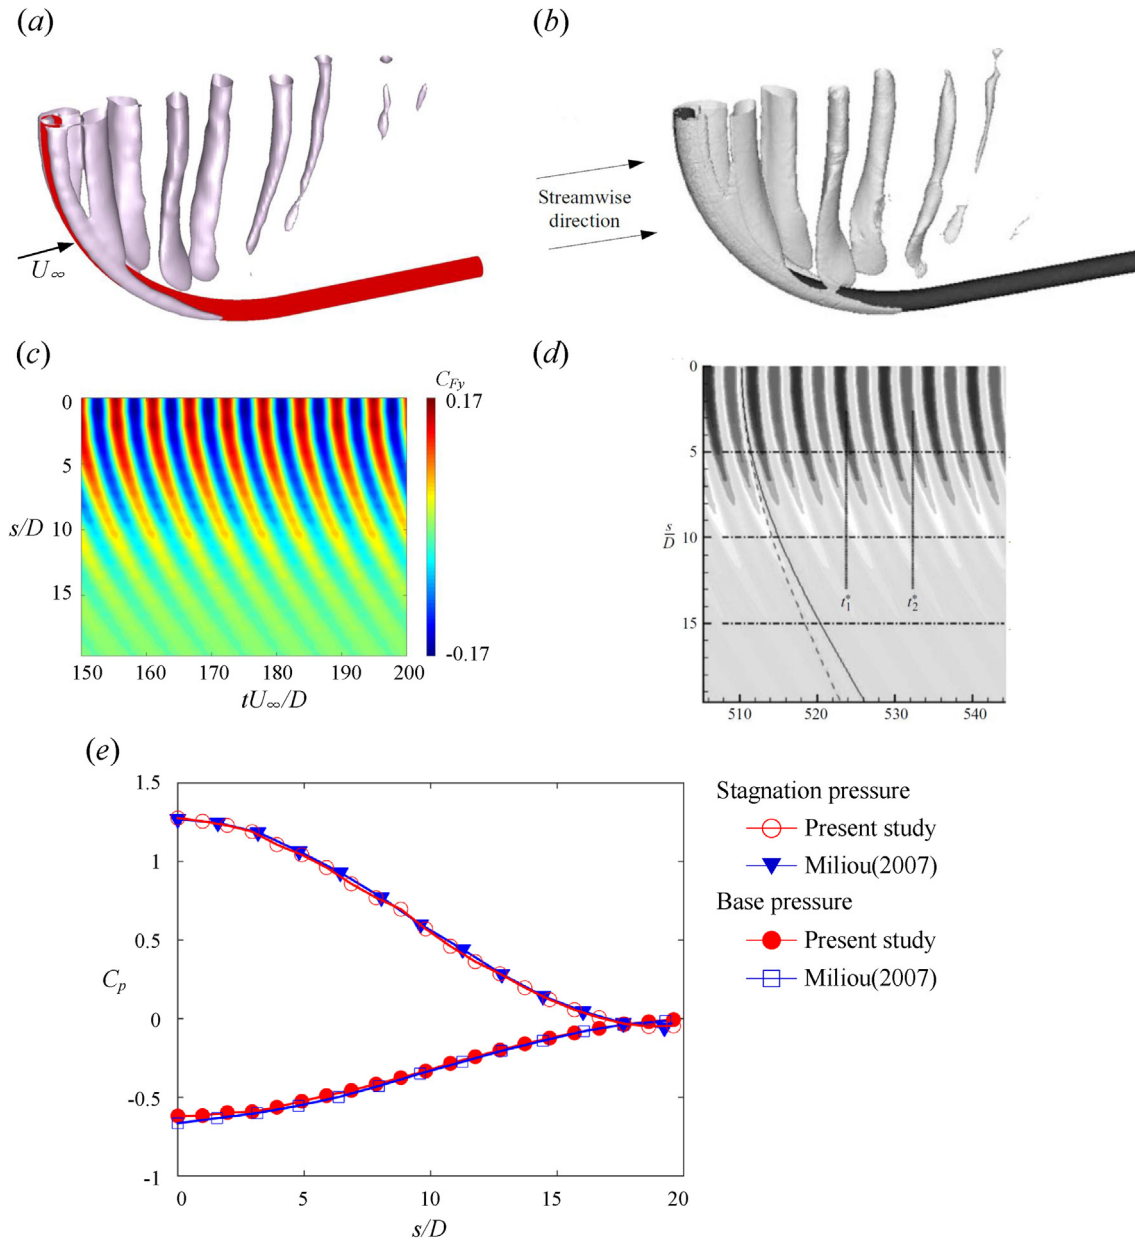 (a)
(b)
Streamwise
direction
U∞
(c)
(d)
C_Fy
0.17
-0.17
0
5
10
15
s/D
150 160 170 180 190 200
tU∞/D
0
5
10
15
s
D
t₁*
t₂*
510 520 530 540
(e)
1.5
1
0.5
0
-0.5
-1
C_p
0 5 10 15 20
s/D
Stagnation pressure
Present study
Miliou(2007)
Base pressure
Present study
Miliou(2007)